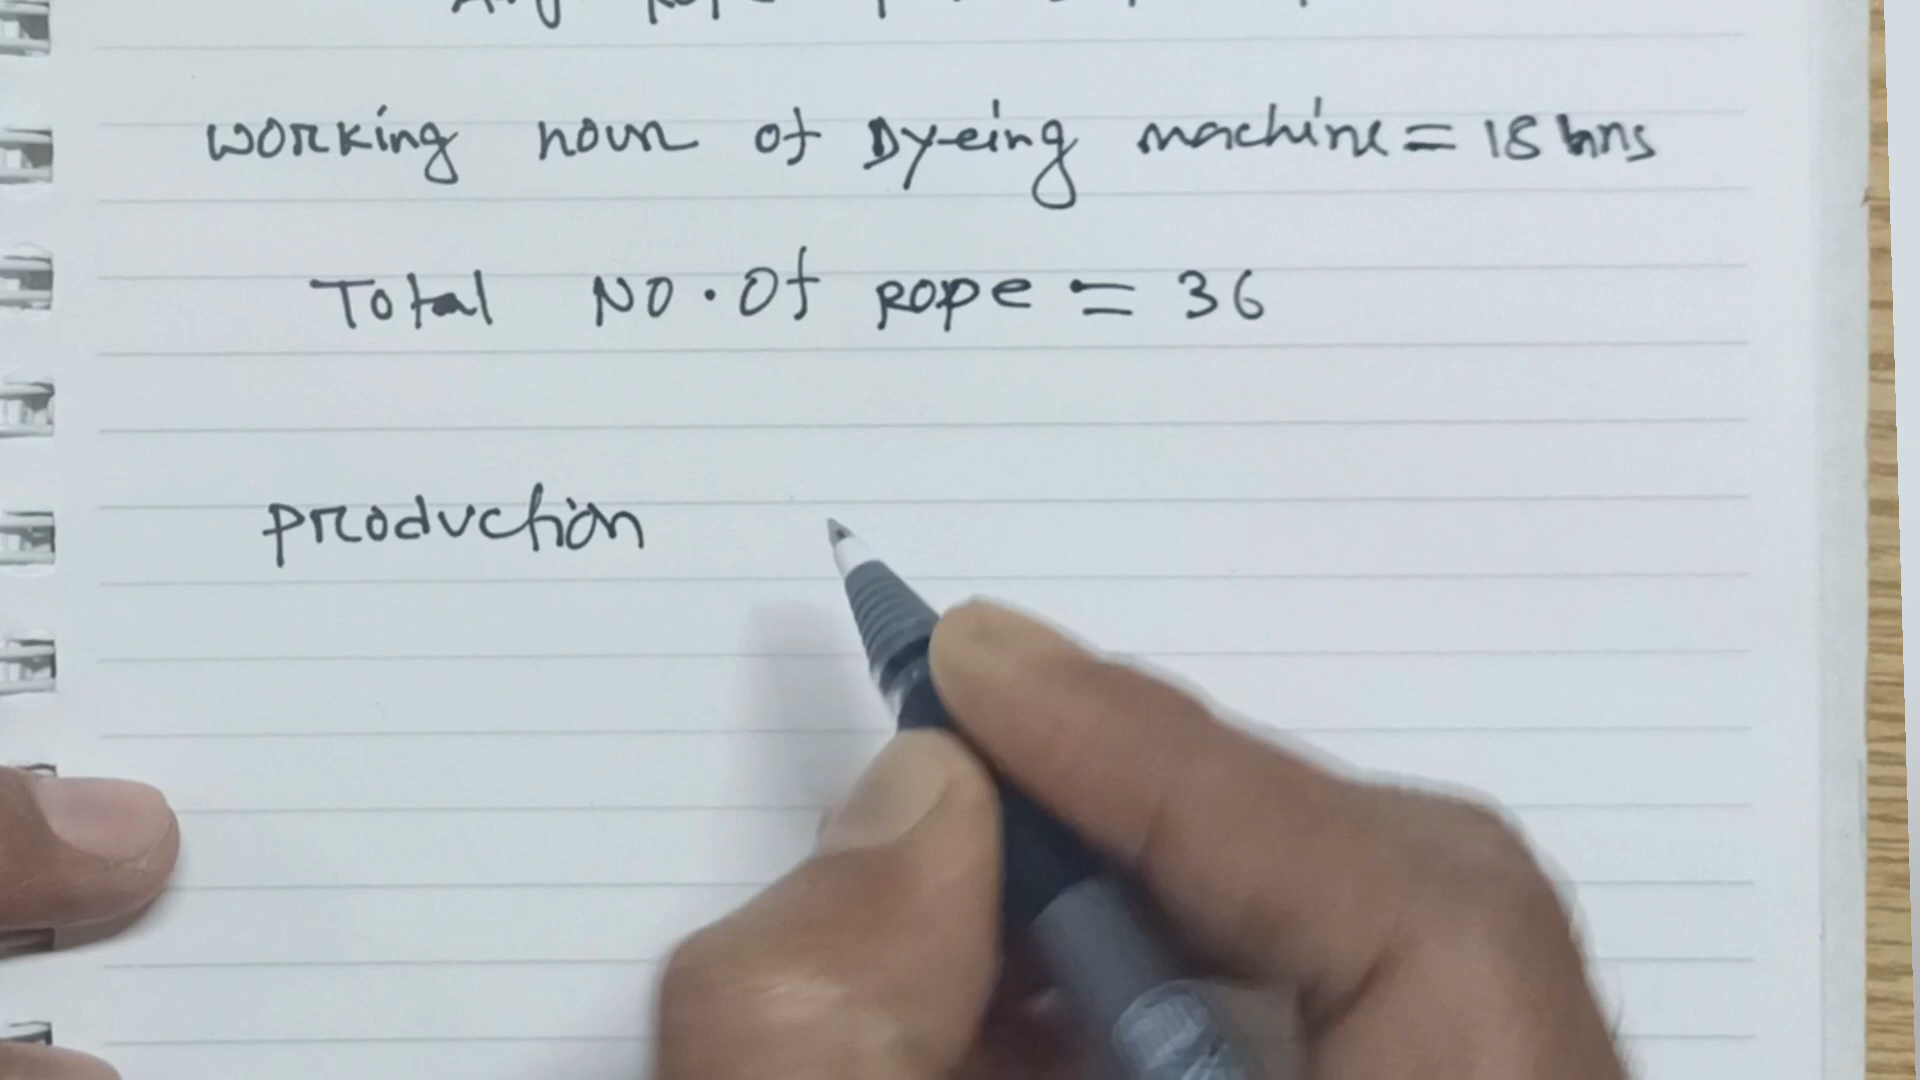 Working hour of Dyeing machine = 18 hrs
Total NO. Of Rope = 36
production